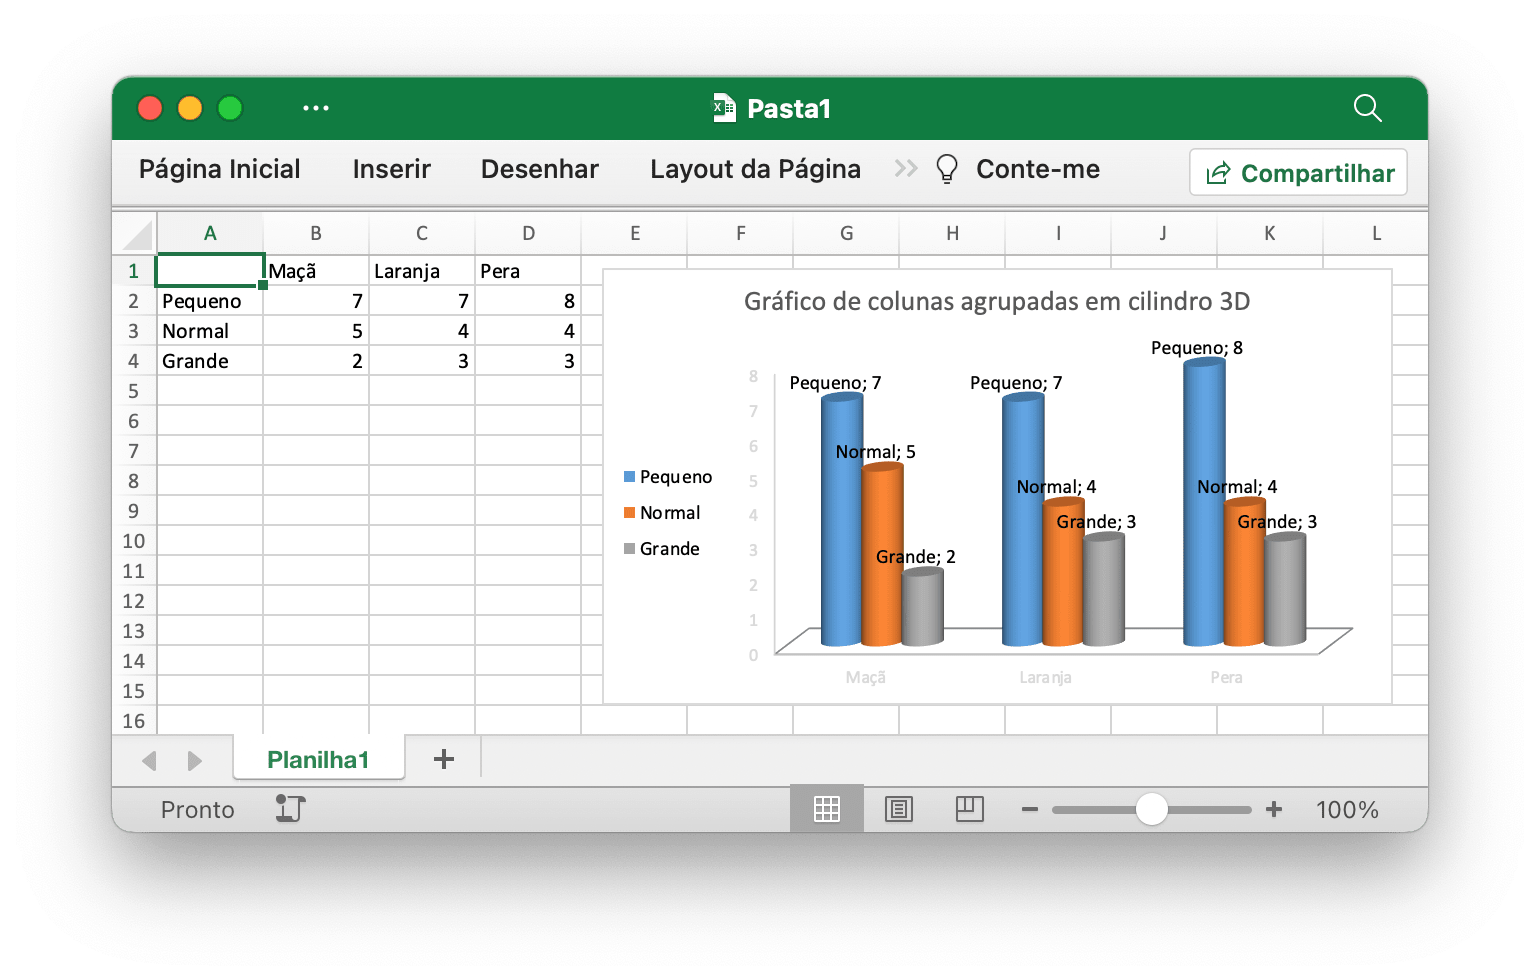 Pasta1
Página Inicial Inserir Desenhar Layout da Página Conte-me Compartilhar
A B C D E F G H I J K L
1 Maçã Laranja Pera
2 Pequeno 7 7 8
3 Normal 5 4 4
4 Grande 2 3 3
5
6
7
8
9
10
11
12
13
14
15
16
Gráfico de colunas agrupadas em cilindro 3D
Pequeno
Normal
Grande
8
7
6
5
4
3
2
1
0
Pequeno; 7
Normal; 5
Grande; 2
Pequeno; 7
Normal; 4
Grande; 3
Pequeno; 8
Normal; 4
Grande; 3
Maçã Laranja Pera
Planilha1
Pronto 100%